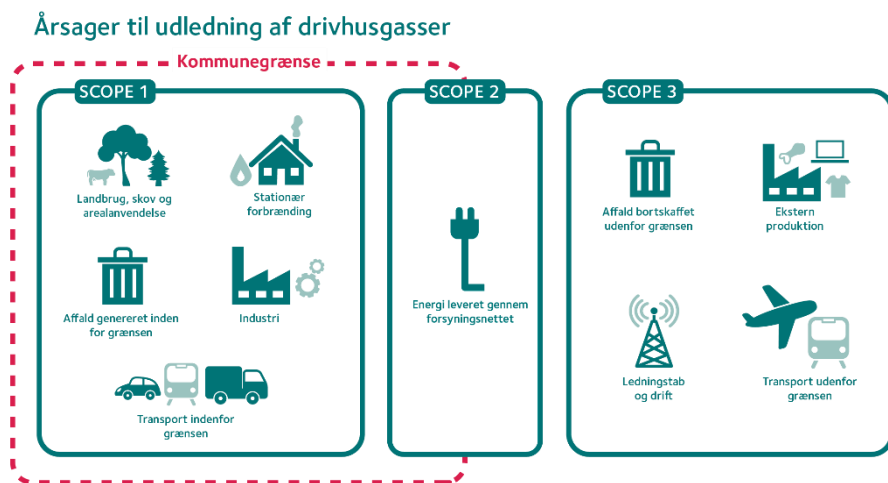 Årsager til udledning af drivhusgasser
Kommunegrænse
SCOPE 1
Landbrug, skov og
arealanvendelse
Stationær
forbrænding
Affald genereret inden
for grænsen
Industri
Transport indenfor
grænsen
SCOPE 2
Energi leveret gennem
forsyningsnettet
SCOPE 3
Affald bortskaffet
udenfor grænsen
Ekstern
produktion
Ledningstab
og drift
Transport udenfor
grænsen